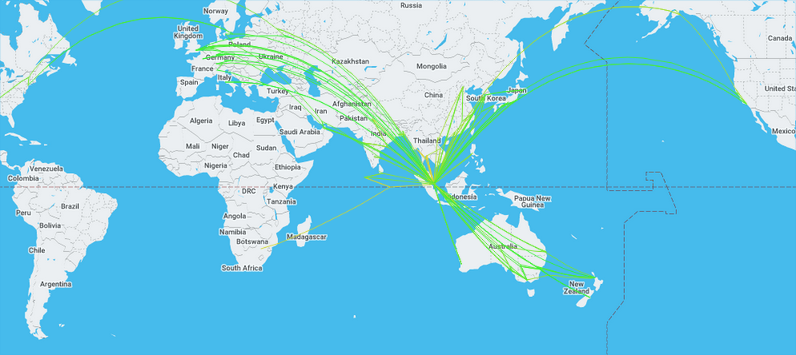 Russia
Norway
Canada
United
Kingdom
Poland
Germany
Ukraine
Kazakhstan
Mongolia
France
Italy
Spain
Turkey
China
South Korea
Japan
United St
Iraq
Iran
Afghanistan
Pakistan
Mexico
Algeria
Libya
Egypt
Saudi Arabia
India
Thailand
Mali
Niger
Chad
Sudan
Nigeria
Ethiopia
Venezuela
Colombia
DRC
Kenya
Tanzania
Indonesia
Papua New
Guinea
Peru
Brazil
Bolivia
Angola
Namibia
Botswana
Madagascar
Australia
Chile
South Africa
Argentina
New
Zealand